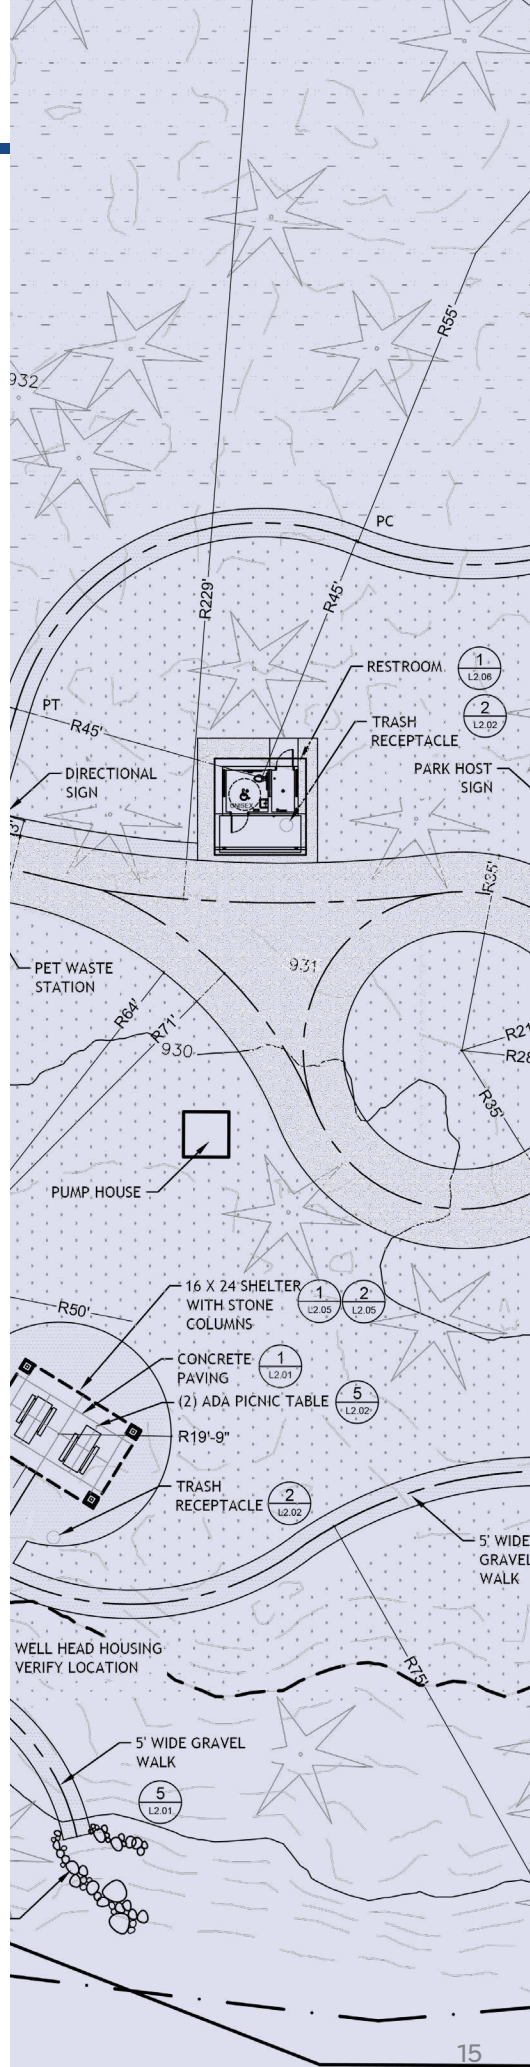 R55'
932
PC
R229'
R45'
RESTROOM
1
L2.06
2
L2.02
PT
R45'
TRASH
RECEPTACLE
DIRECTIONAL
SIGN
PARK HOST
SIGN
UNISEX
R35'
PET WASTE
STATION
931
R64'
R71'
930
R21
R28
R35'
PUMP HOUSE
16 X 24 SHELTER
WITH STONE
COLUMNS
1
L2.05
2
L2.05
R50'
CONCRETE
PAVING
1
L2.01
(2) ADA PICNIC TABLE
5
L2.02
R19'-9"
TRASH
RECEPTACLE
2
L2.02
5' WIDE
GRAVEL
WALK
WELL HEAD HOUSING
VERIFY LOCATION
R75'
5' WIDE GRAVEL
WALK
5
L2.01
15